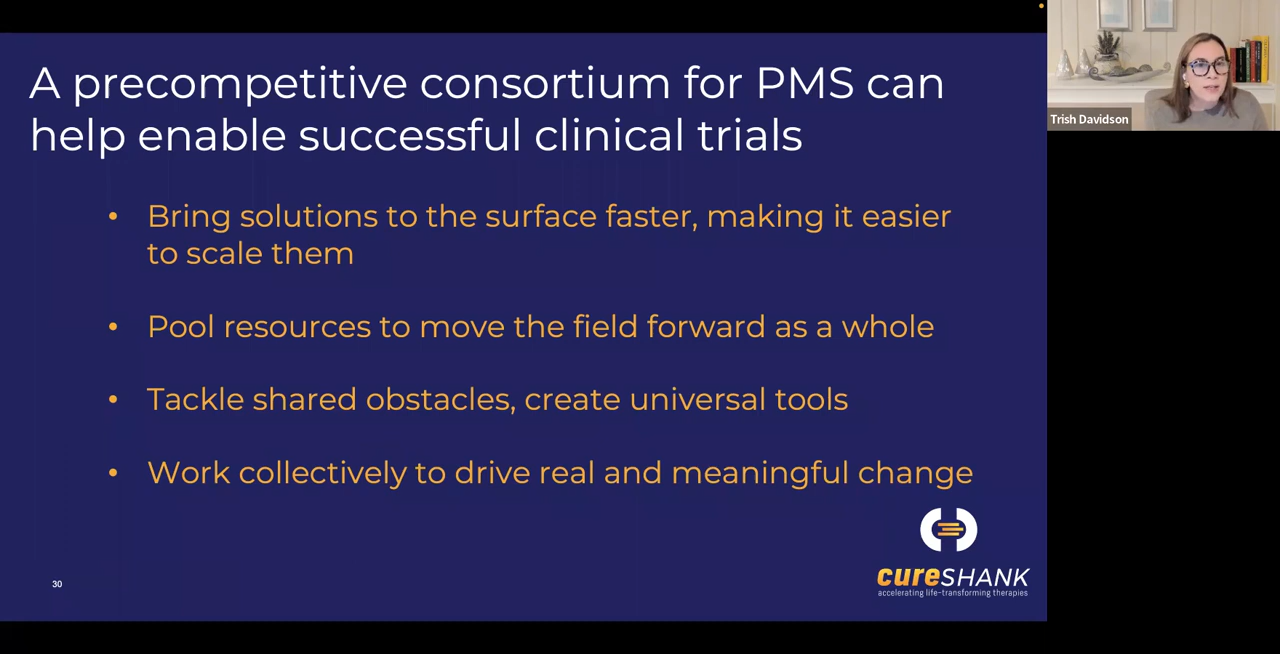 A precompetitive consortium for PMS can
help enable successful clinical trials
• Bring solutions to the surface faster, making it easier
to scale them
• Pool resources to move the field forward as a whole
• Tackle shared obstacles, create universal tools
• Work collectively to drive real and meaningful change
30
cureSHANK
accelerating life-transforming therapies
Trish Davidson